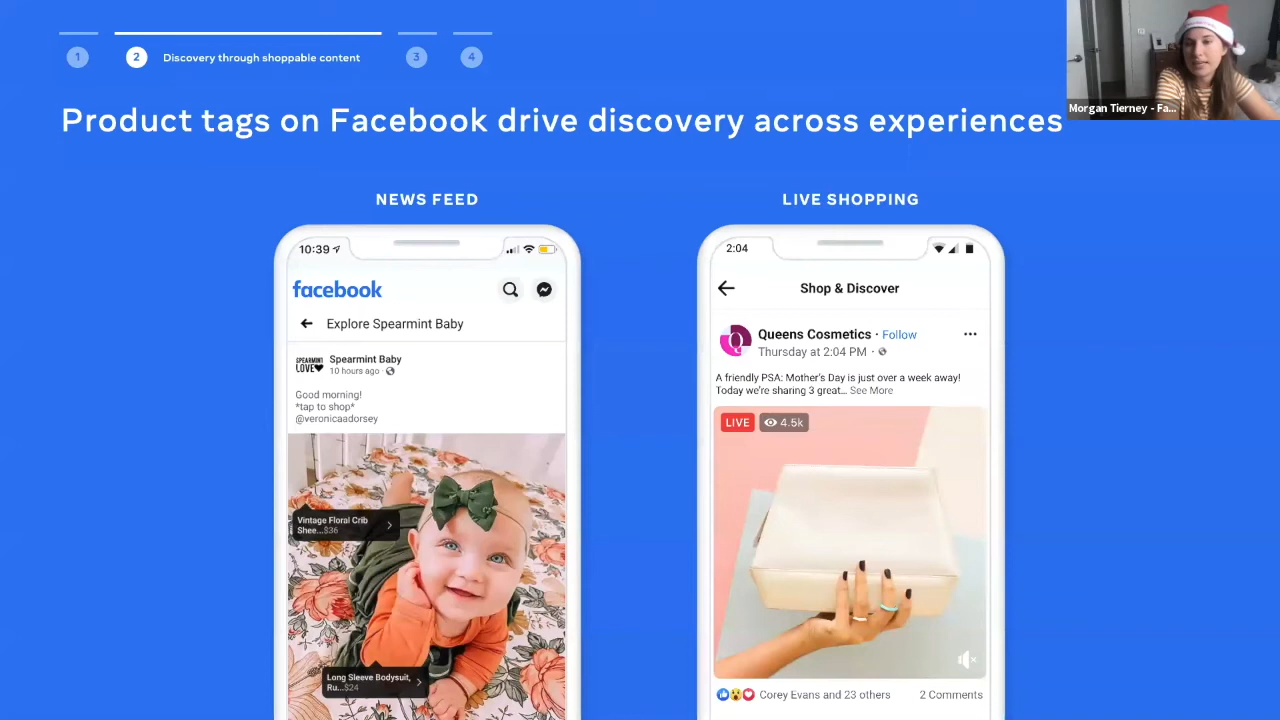 1
2
Discovery through shoppable content
3
4
Morgan Tierney - Fa...
Product tags on Facebook drive discovery across experiences
NEWS FEED
10:39
facebook
Explore Spearmint Baby
SPEARMINT
LOVE
Spearmint Baby
10 hours ago ·
Good morning!
*tap to shop*
@veronicaadorsey
Vintage Floral Crib
Shee...$36
Long Sleeve Bodysuit,
Ru...$24
LIVE SHOPPING
2:04
Shop & Discover
Queens Cosmetics · Follow
Thursday at 2:04 PM ·
A friendly PSA: Mother's Day is just over a week away!
Today we're sharing 3 great... See More
LIVE 4.5k
Corey Evans and 23 others 2 Comments